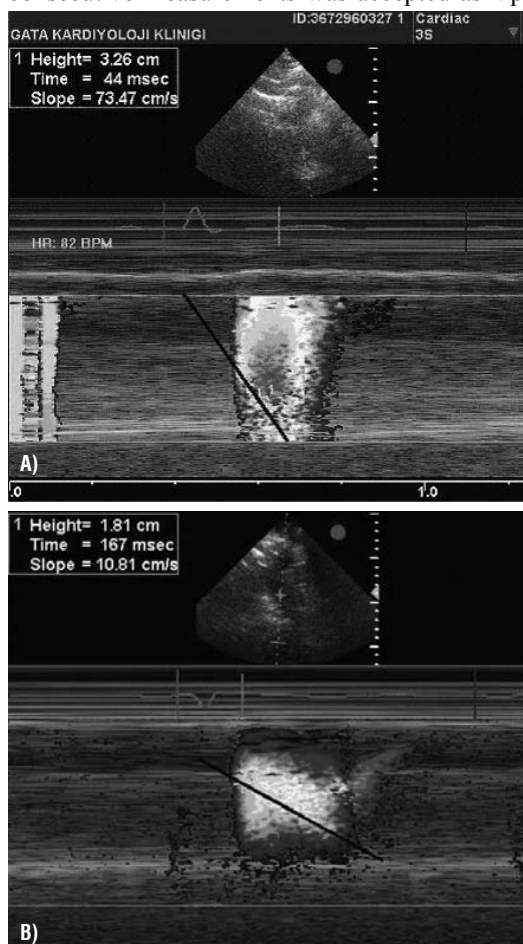 ID:3672960327 1 Cardiac
GATA KARDIYOLOJI KLINIGI 3S
1 Height= 3.26 cm
Time = 44 msec
Slope = 73.47 cm/s
HR: 82 BPM
A)
.0 1.0
1 Height= 1.81 cm
Time = 167 msec
Slope = 10.81 cm/s
B)